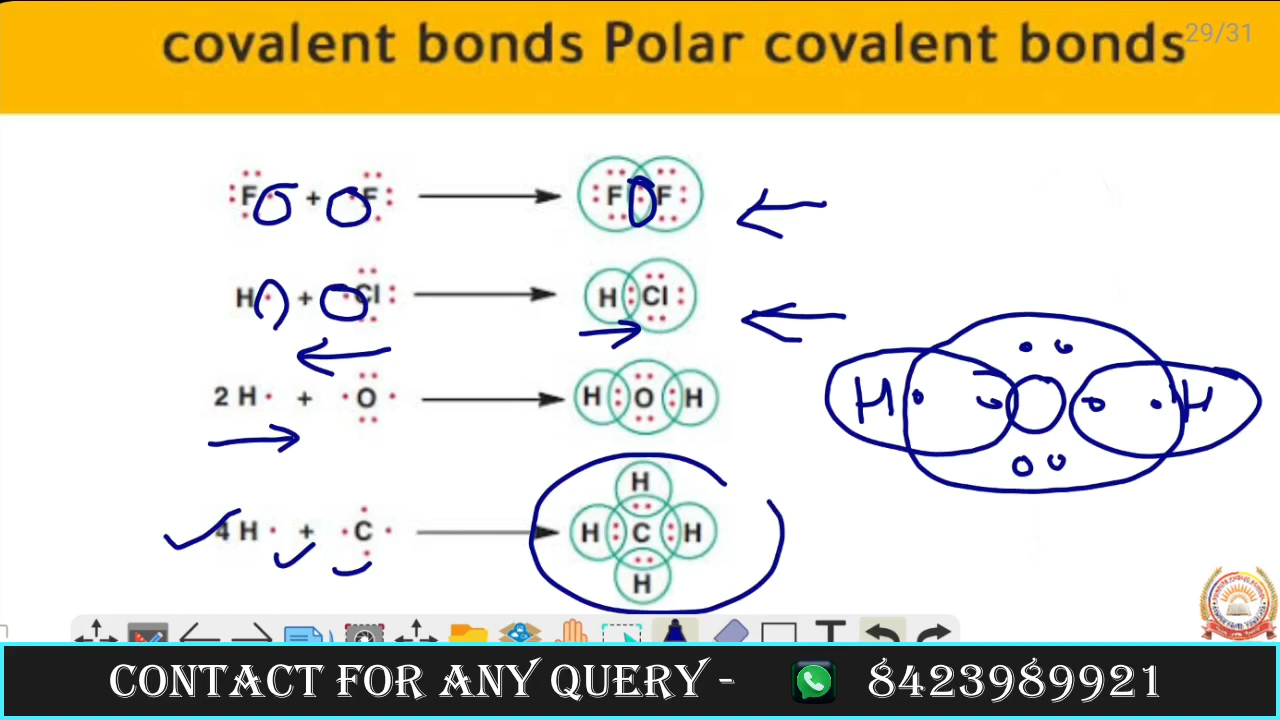 covalent bonds Polar covalent bonds
29/31
F + F F F
H + Cl H Cl
2 H + O H O H
H H
H
4 H + C H C H
H
T
CONTACT FOR ANY QUERY - 8423989921